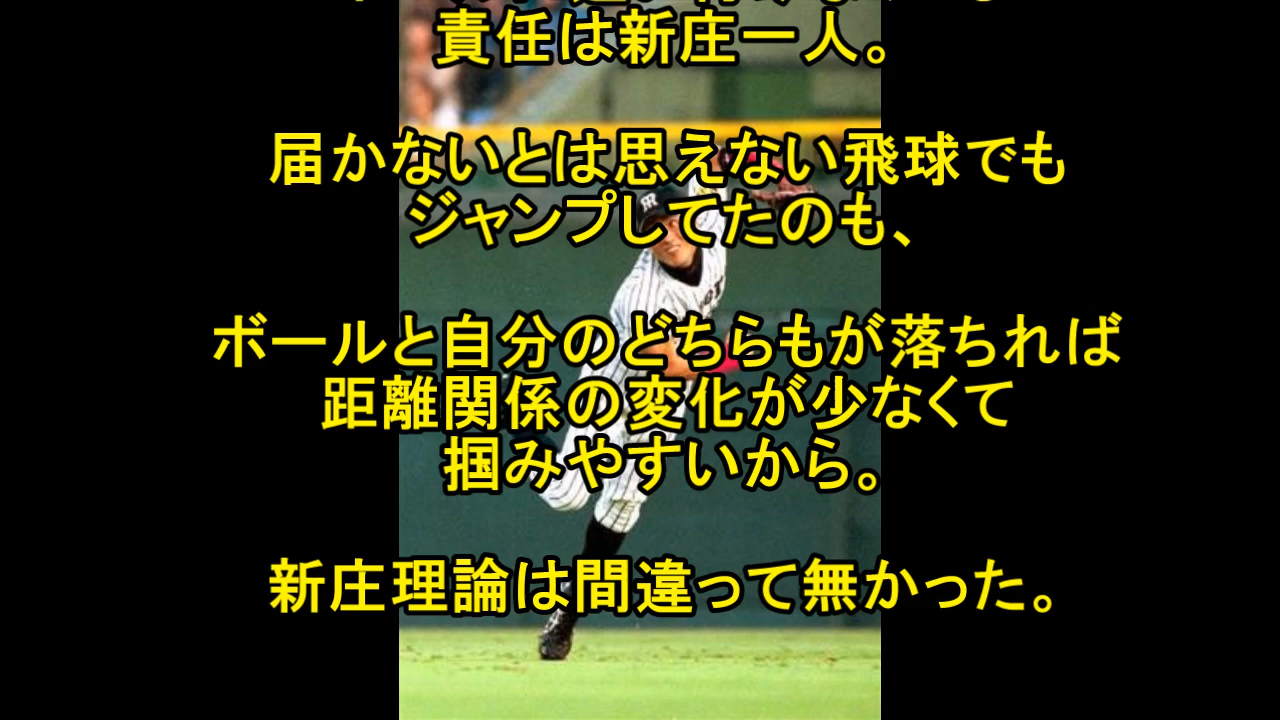 責任は新庄一人。
届かないとは思えない飛球でも
ジャンプしてたのも、
ボールと自分のどちらもが落ちれば
距離関係の変化が少なくて
掴みやすいから。
新庄理論は間違って無かった。